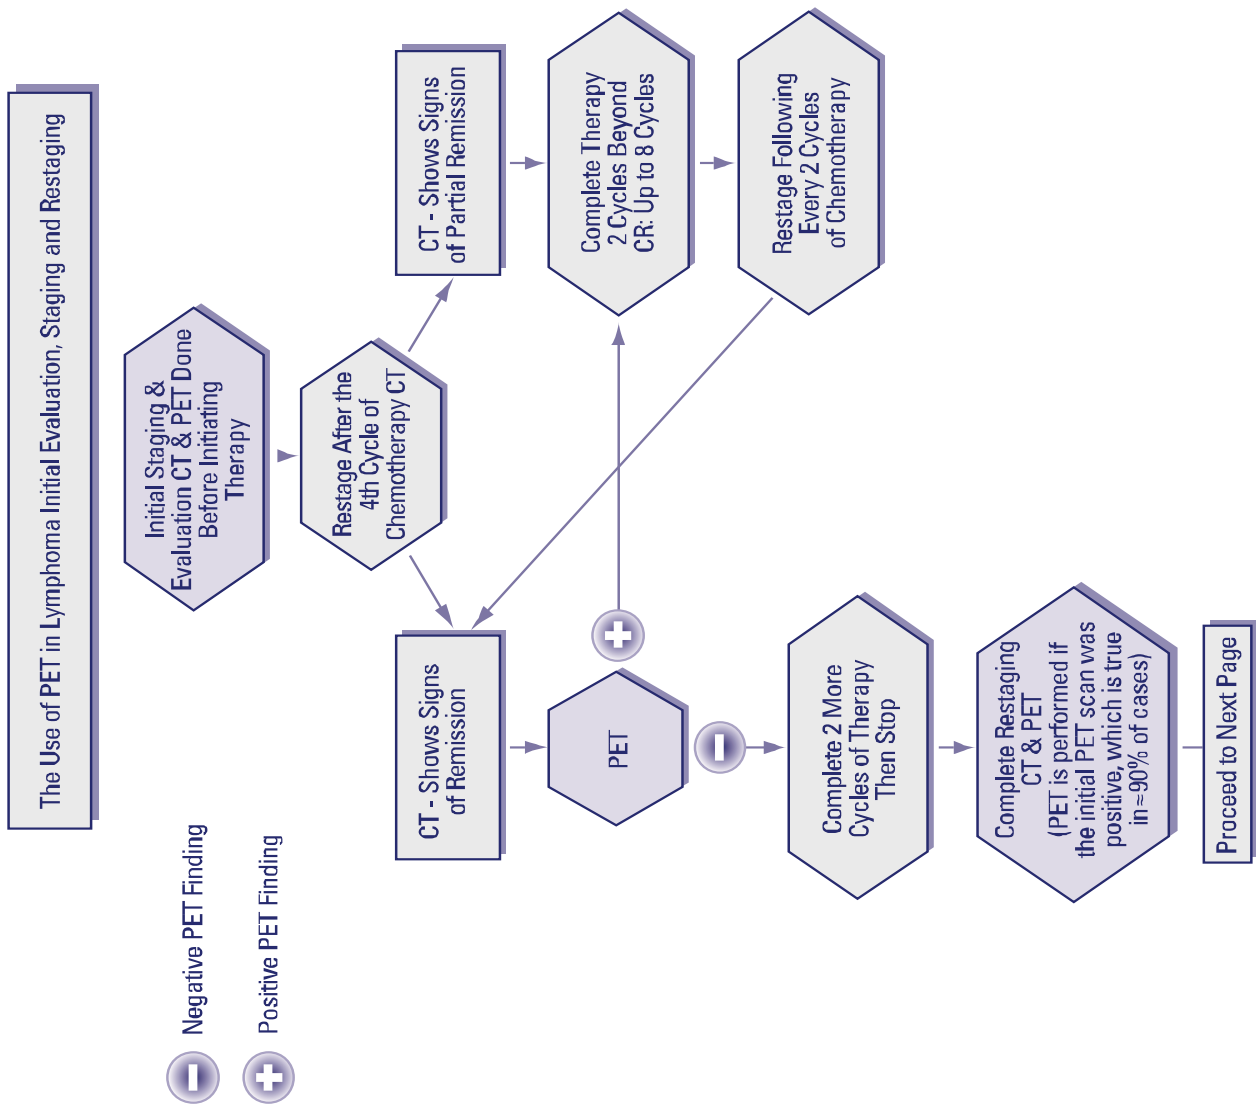 The Use of PET in Lymphoma Initial Evaluation, Staging and Restaging
Negative PET Finding
Positive PET Finding
Initial Staging &
Evaluation CT & PET Done
Before Initiating
Therapy
Restage After the
4th Cycle of
Chemotherapy CT
CT - Shows Signs
of Remission
CT - Shows Signs
of Partial Remission
PET
Complete Therapy
2 Cycles Beyond
CR: Up to 8 Cycles
Restage Following
Every 2 Cycles
of Chemotherapy
Complete 2 More
Cycles of Therapy
Then Stop
Complete Restaging
CT & PET
(PET is performed if
the initial PET scan was
positive, which is true
in ≈90% of cases)
Proceed to Next Page